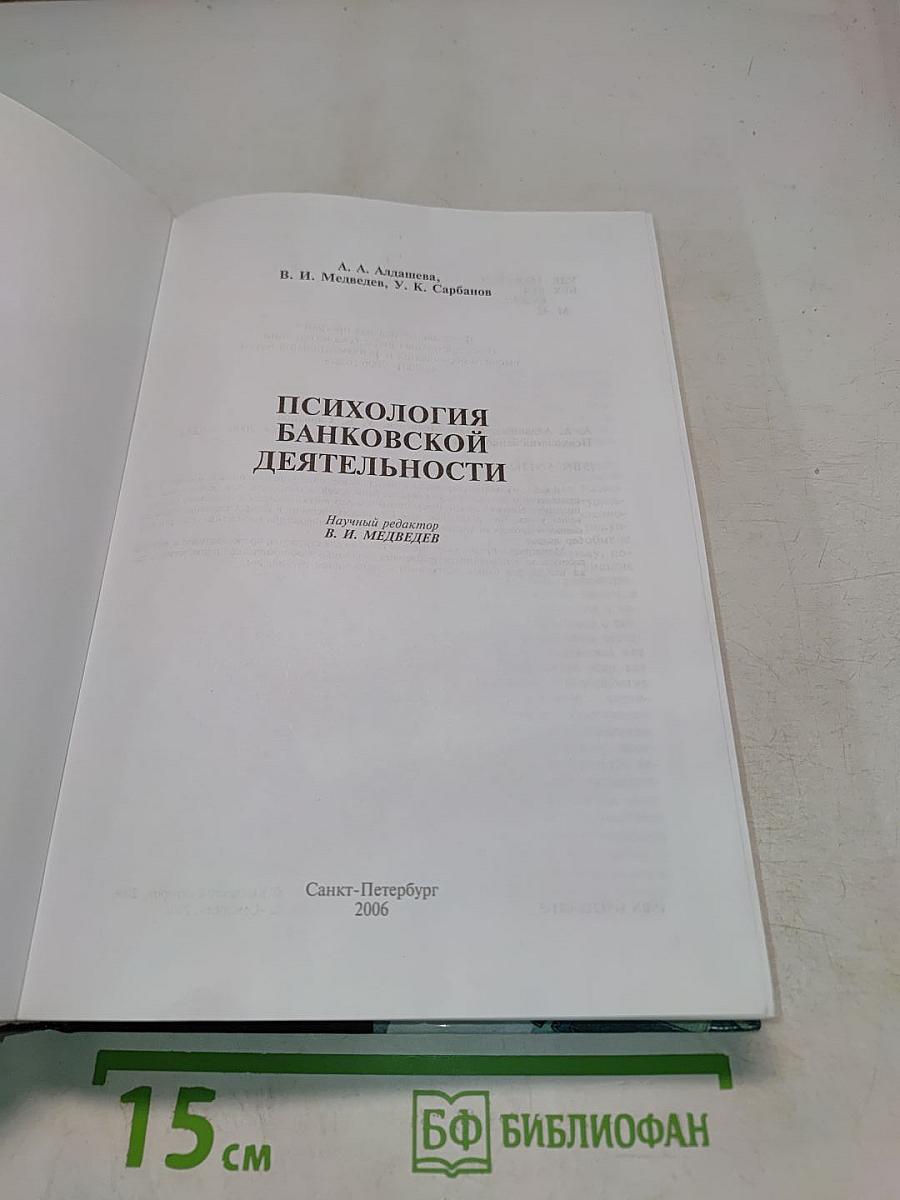 А. А. Алдашева,
В. И. Медведев, У. К. Сарбанов
ПСИХОЛОГИЯ
БАНКОВСКОЙ
ДЕЯТЕЛЬНОСТИ
Научный редактор
В. И. МЕДВЕДЕВ
Санкт-Петербург
2006
15 см
БФ БИБЛИОФАН